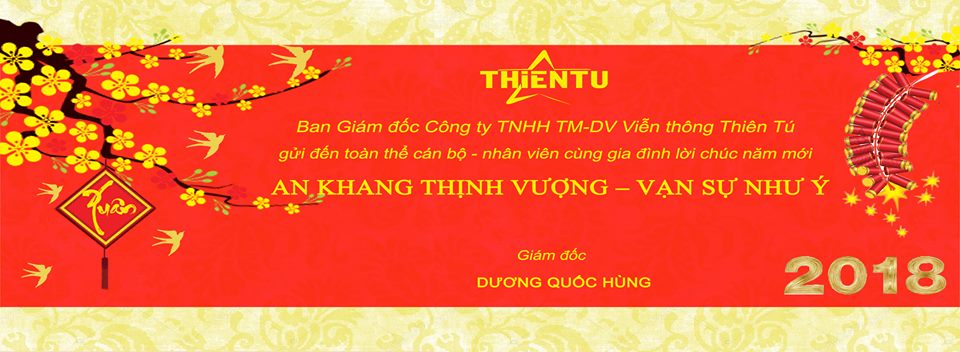 THIENTU
Ban Giám đốc Công ty TNHH TM-DV Viễn thông Thiên Tú
gửi đến toàn thể cán bộ - nhân viên cùng gia đình lời chúc năm mới
AN KHANG THỊNH VƯỢNG – VẠN SỰ NHƯ Ý
Xuân
Giám đốc
DƯƠNG QUỐC HÙNG
2018